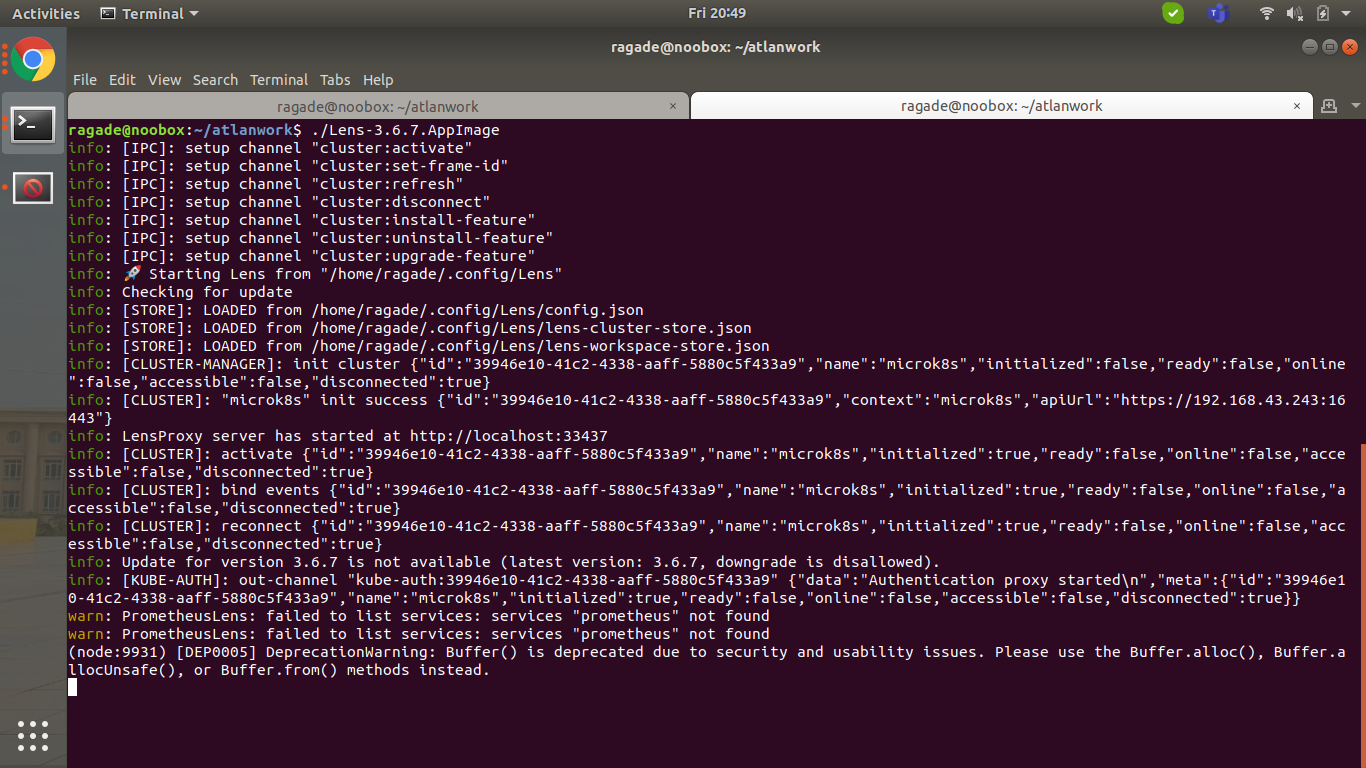 Activities Terminal Fri 20:49
ragade@noobox: ~/atlanwork
File Edit View Search Terminal Tabs Help
ragade@noobox: ~/atlanwork × ragade@noobox: ~/atlanwork ×
ragade@noobox:~/atlanwork$ ./Lens-3.6.7.AppImage
info: [IPC]: setup channel "cluster:activate"
info: [IPC]: setup channel "cluster:set-frame-id"
info: [IPC]: setup channel "cluster:refresh"
info: [IPC]: setup channel "cluster:disconnect"
info: [IPC]: setup channel "cluster:install-feature"
info: [IPC]: setup channel "cluster:uninstall-feature"
info: [IPC]: setup channel "cluster:upgrade-feature"
info: 🚀 Starting Lens from "/home/ragade/.config/Lens"
info: Checking for update
info: [STORE]: LOADED from /home/ragade/.config/Lens/config.json
info: [STORE]: LOADED from /home/ragade/.config/Lens/lens-cluster-store.json
info: [STORE]: LOADED from /home/ragade/.config/Lens/lens-workspace-store.json
info: [CLUSTER-MANAGER]: init cluster {"id":"39946e10-41c2-4338-aaff-5880c5f433a9","name":"microk8s","initialized":false,"ready":false,"online
":false,"accessible":false,"disconnected":true}
info: [CLUSTER]: "microk8s" init success {"id":"39946e10-41c2-4338-aaff-5880c5f433a9","context":"microk8s","apiUrl":"https://192.168.43.243:16
443"}
info: LensProxy server has started at http://localhost:33437
info: [CLUSTER]: activate {"id":"39946e10-41c2-4338-aaff-5880c5f433a9","name":"microk8s","initialized":true,"ready":false,"online":false,"acce
ssible":false,"disconnected":true}
info: [CLUSTER]: bind events {"id":"39946e10-41c2-4338-aaff-5880c5f433a9","name":"microk8s","initialized":true,"ready":false,"online":false,"a
ccessible":false,"disconnected":true}
info: [CLUSTER]: reconnect {"id":"39946e10-41c2-4338-aaff-5880c5f433a9","name":"microk8s","initialized":true,"ready":false,"online":false,"acc
essible":false,"disconnected":true}
info: Update for version 3.6.7 is not available (latest version: 3.6.7, downgrade is disallowed).
info: [KUBE-AUTH]: out-channel "kube-auth:39946e10-41c2-4338-aaff-5880c5f433a9" {"data":"Authentication proxy started\n","meta":{"id":"39946e1
0-41c2-4338-aaff-5880c5f433a9","name":"microk8s","initialized":true,"ready":false,"online":false,"accessible":false,"disconnected":true}}
warn: PrometheusLens: failed to list services: services "prometheus" not found
warn: PrometheusLens: failed to list services: services "prometheus" not found
(node:9931) [DEP0005] DeprecationWarning: Buffer() is deprecated due to security and usability issues. Please use the Buffer.alloc(), Buffer.a
llocUnsafe(), or Buffer.from() methods instead.